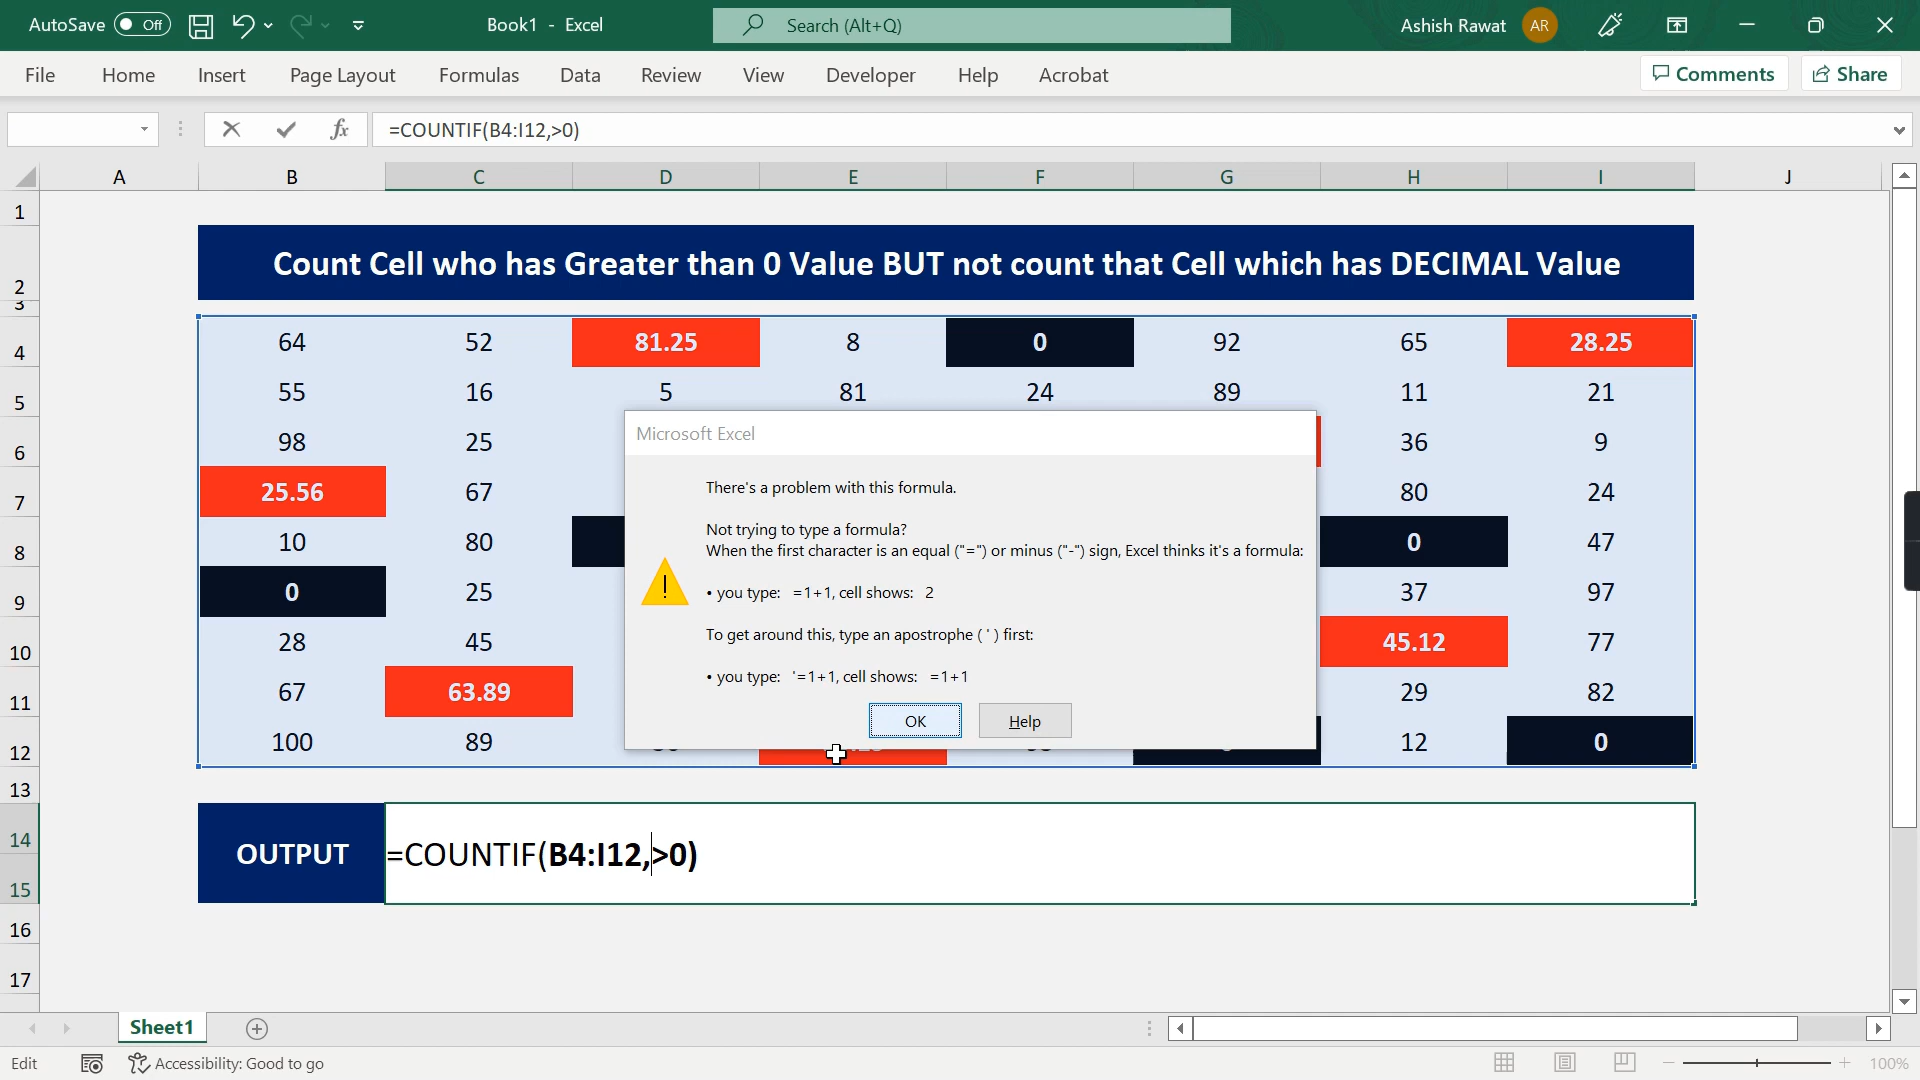 AutoSave Off Book1 - Excel Search (Alt+Q) Ashish Rawat AR
File Home Insert Page Layout Formulas Data Review View Developer Help Acrobat Comments Share
fx =COUNTIF(B4:I12,>0)
A B C D E F G H I J
1
2 Count Cell who has Greater than 0 Value BUT not count that Cell which has DECIMAL Value
3
4 64 52 81.25 8 0 92 65 28.25
5 55 16 5 81 24 89 11 21
6 98 25 36 9
7 25.56 67 80 24
8 10 80 0 47
9 0 25 37 97
10 28 45 45.12 77
11 67 63.89 29 82
12 100 89 12 0
Microsoft Excel
There's a problem with this formula.
Not trying to type a formula?
When the first character is an equal ("=") or minus ("-") sign, Excel thinks it's a formula:
• you type: =1+1, cell shows: 2
To get around this, type an apostrophe ( ' ) first:
• you type: '=1+1, cell shows: =1+1
OK Help
13
14
OUTPUT =COUNTIF(B4:I12,>0)
15
16
17
Sheet1
Edit Accessibility: Good to go 100%